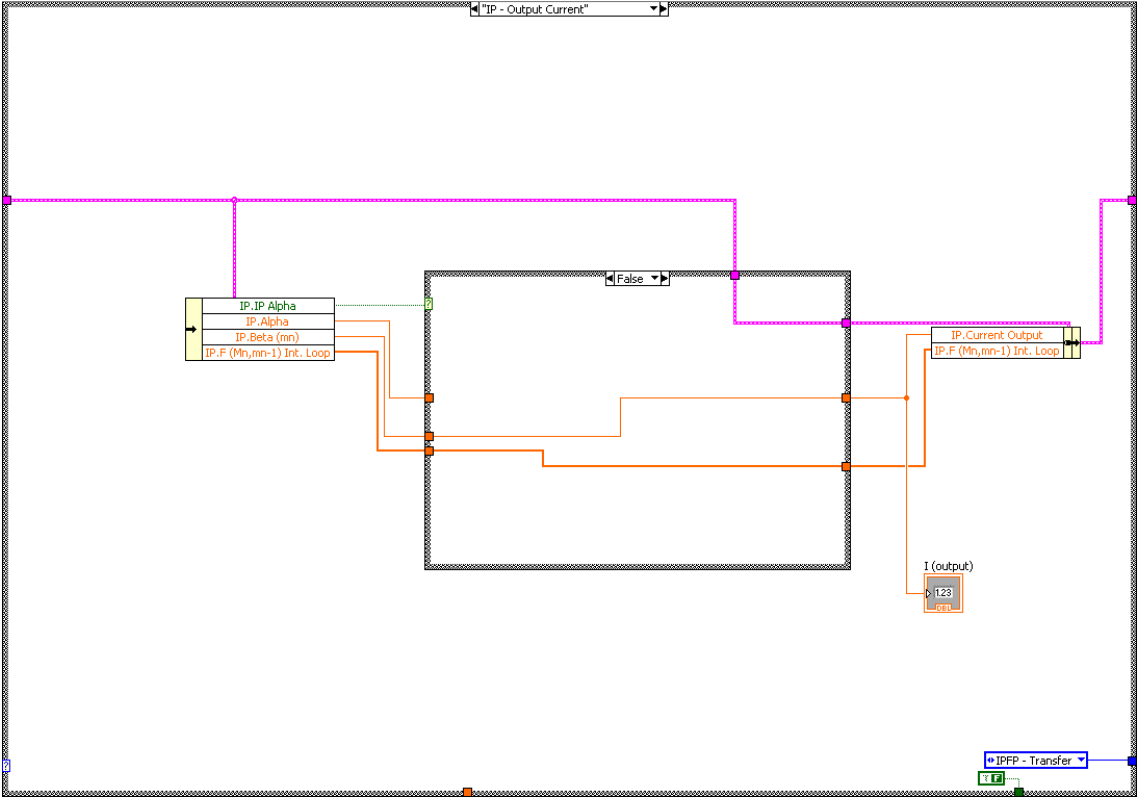 "IP - Output Current"
False
?
IP.IP Alpha
IP.Alpha
IP.Beta (mn)
IP.F (Mn,mn-1) Int. Loop
IP.Current Output
IP.F (Mn,mn-1) Int. Loop
I (output)
1.23
DBL
IPFP - Transfer
?
F